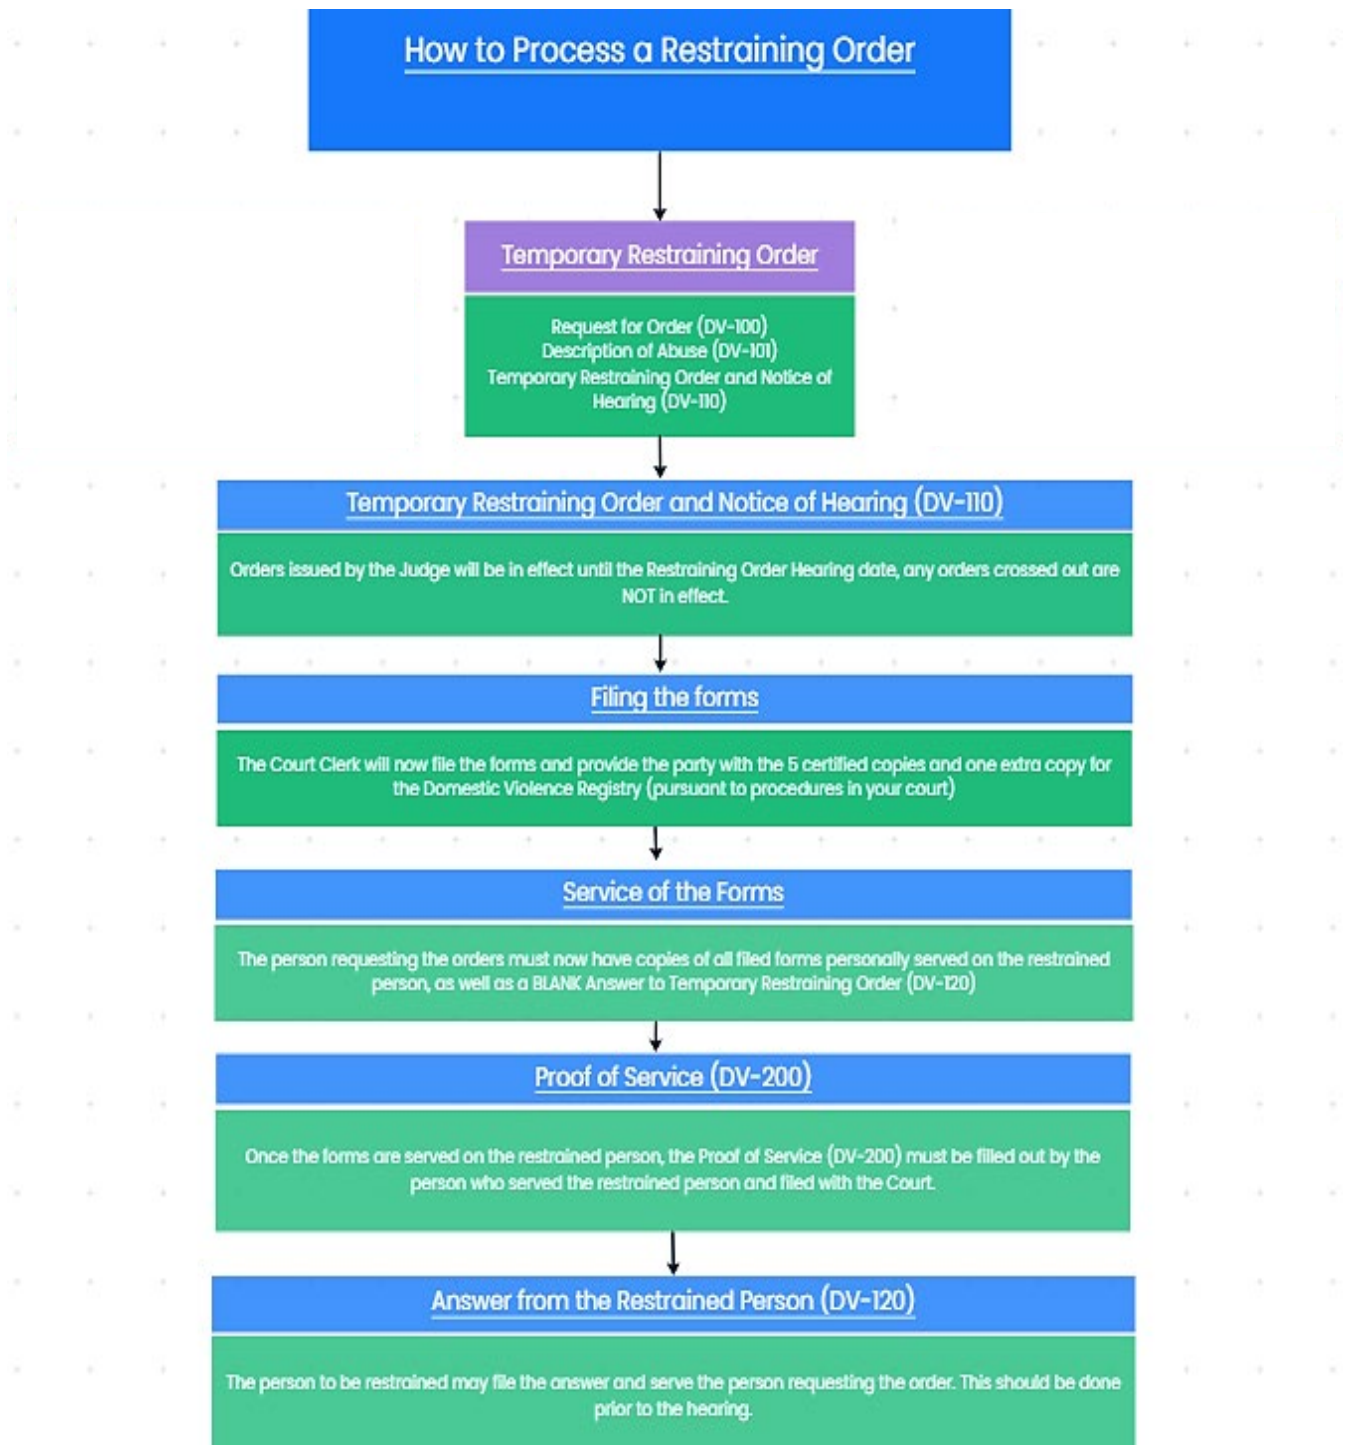 How to Process a Restraining Order
Temporary Restraining Order
Request for Order (DV-100)
Description of Abuse (DV-101)
Temporary Restraining Order and Notice of
Hearing (DV-110)
Temporary Restraining Order and Notice of Hearing (DV-110)
Orders issued by the Judge will be in effect until the Restraining Order Hearing date, any orders crossed out are
NOT in effect.
Filing the forms
The Court Clerk will now file the forms and provide the party with the 5 certified copies and one extra copy for
the Domestic Violence Registry (pursuant to procedures in your court)
Service of the Forms
The person requesting the orders must now have copies of all filed forms personally served on the restrained
person, as well as a BLANK Answer to Temporary Restraining Order (DV-120)
Proof of Service (DV-200)
Once the forms are served on the restrained person, the Proof of Service (DV-200) must be filled out by the
person who served the restrained person and filed with the Court.
Answer from the Restrained Person (DV-120)
The person to be restrained may file the answer and serve the person requesting the order. This should be done
prior to the hearing.